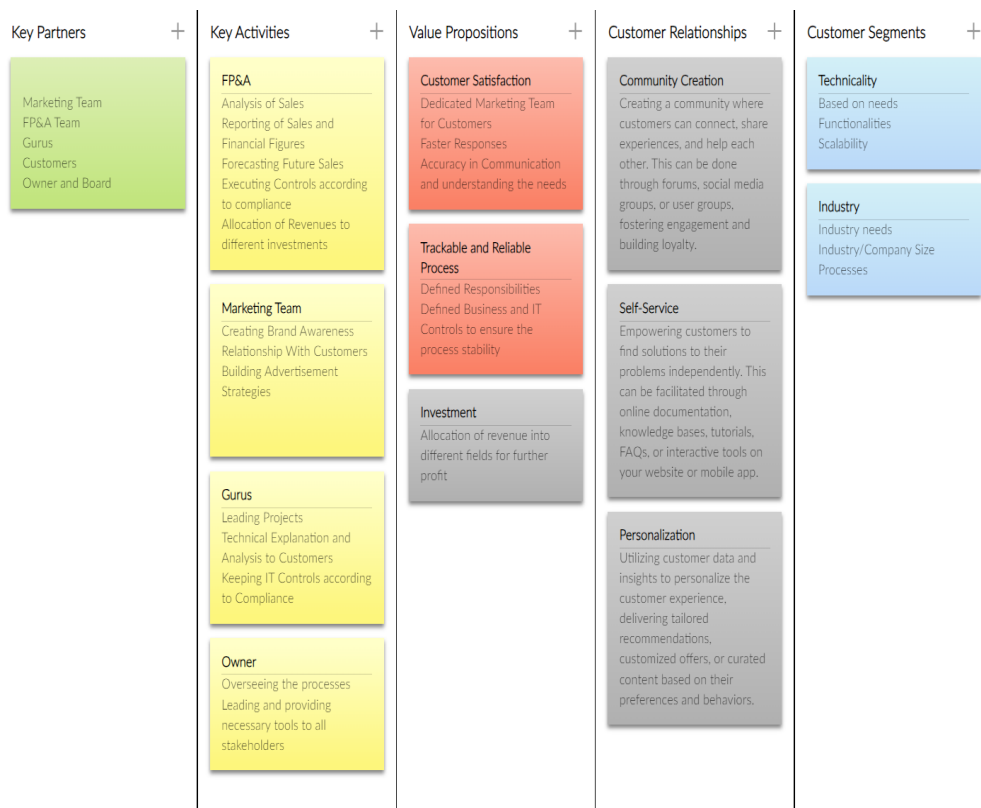 Key Partners +
Marketing Team
FP&A Team
Gurus
Customers
Owner and Board
Key Activities +
FP&A
Analysis of Sales
Reporting of Sales and
Financial Figures
Forecasting Future Sales
Executing Controls according
to compliance
Allocation of Revenues to
different investments
Marketing Team
Creating Brand Awareness
Relationship With Customers
Building Advertisement
Strategies
Gurus
Leading Projects
Technical Explanation and
Analysis to Customers
Keeping IT Controls according
to Compliance
Owner
Overseeing the processes
Leading and providing
necessary tools to all
stakeholders
Value Propositions +
Customer Satisfaction
Dedicated Marketing Team
for Customers
Faster Responses
Accuracy in Communication
and understanding the needs
Trackable and Reliable
Process
Defined Responsibilities
Defined Business and IT
Controls to ensure the
process stability
Investment
Allocation of revenue into
different fields for further
profit
Customer Relationships +
Community Creation
Creating a community where
customers can connect, share
experiences, and help each
other. This can be done
through forums, social media
groups, or user groups,
fostering engagement and
building loyalty.
Self-Service
Empowering customers to
find solutions to their
problems independently. This
can be facilitated through
online documentation,
knowledge bases, tutorials,
FAQs, or interactive tools on
your website or mobile app.
Personalization
Utilizing customer data and
insights to personalize the
customer experience,
delivering tailored
recommendations,
customized offers, or curated
content based on their
preferences and behaviors.
Customer Segments +
Technicality
Based on needs
Functionalities
Scalability
Industry
Industry needs
Industry/Company Size
Processes